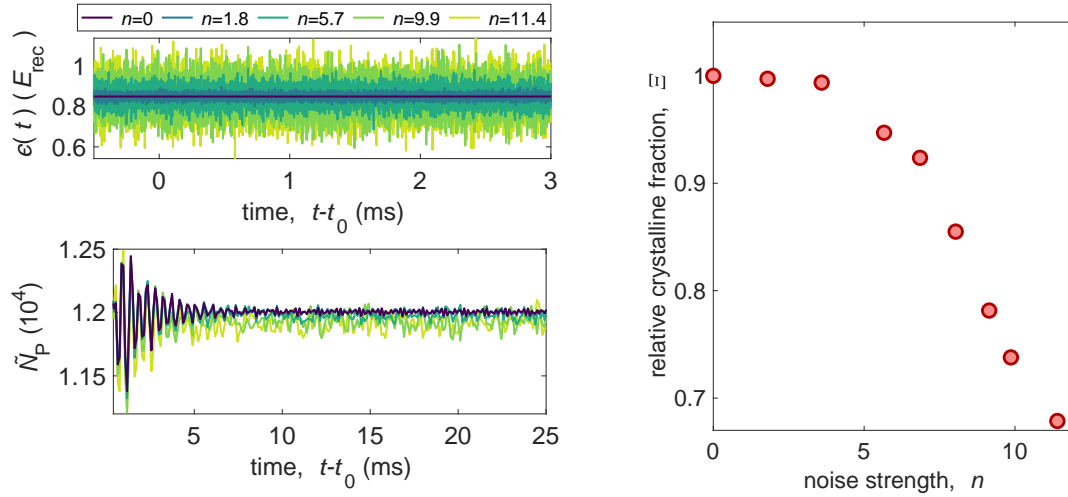 n=0 n=1.8 n=5.7 n=9.9 n=11.4
ϵ(t) (E_rec)
1
0.8
0.6
0 1 2 3
time, t-t_0 (ms)
Ñ_P (10^4)
1.25
1.20
1.15
5 10 15 20 25
time, t-t_0 (ms)
relative crystalline fraction, Ξ
1
0.9
0.8
0.7
0 5 10
noise strength, n